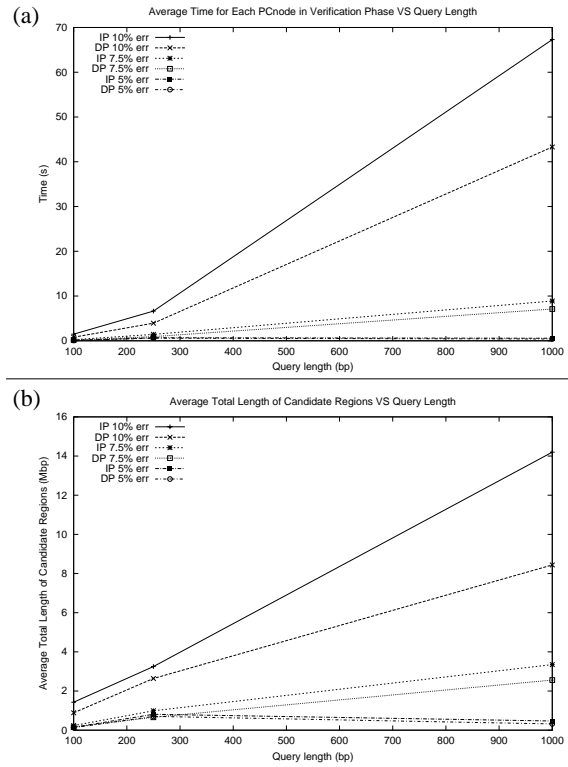 (a)
Average Time for Each PCnode in Verification Phase VS Query Length
70
60
50
40
30
20
10
0
Time (s)
IP 10% err
DP 10% err
IP 7.5% err
DP 7.5% err
IP 5% err
DP 5% err
100 200 300 400 500 600 700 800 900 1000
Query length (bp)
(b)
Average Total Length of Candidate Regions VS Query Length
16
14
12
10
8
6
4
2
0
Average Total Length of Candidate Regions (Mbp)
IP 10% err
DP 10% err
IP 7.5% err
DP 7.5% err
IP 5% err
DP 5% err
100 200 300 400 500 600 700 800 900 1000
Query length (bp)